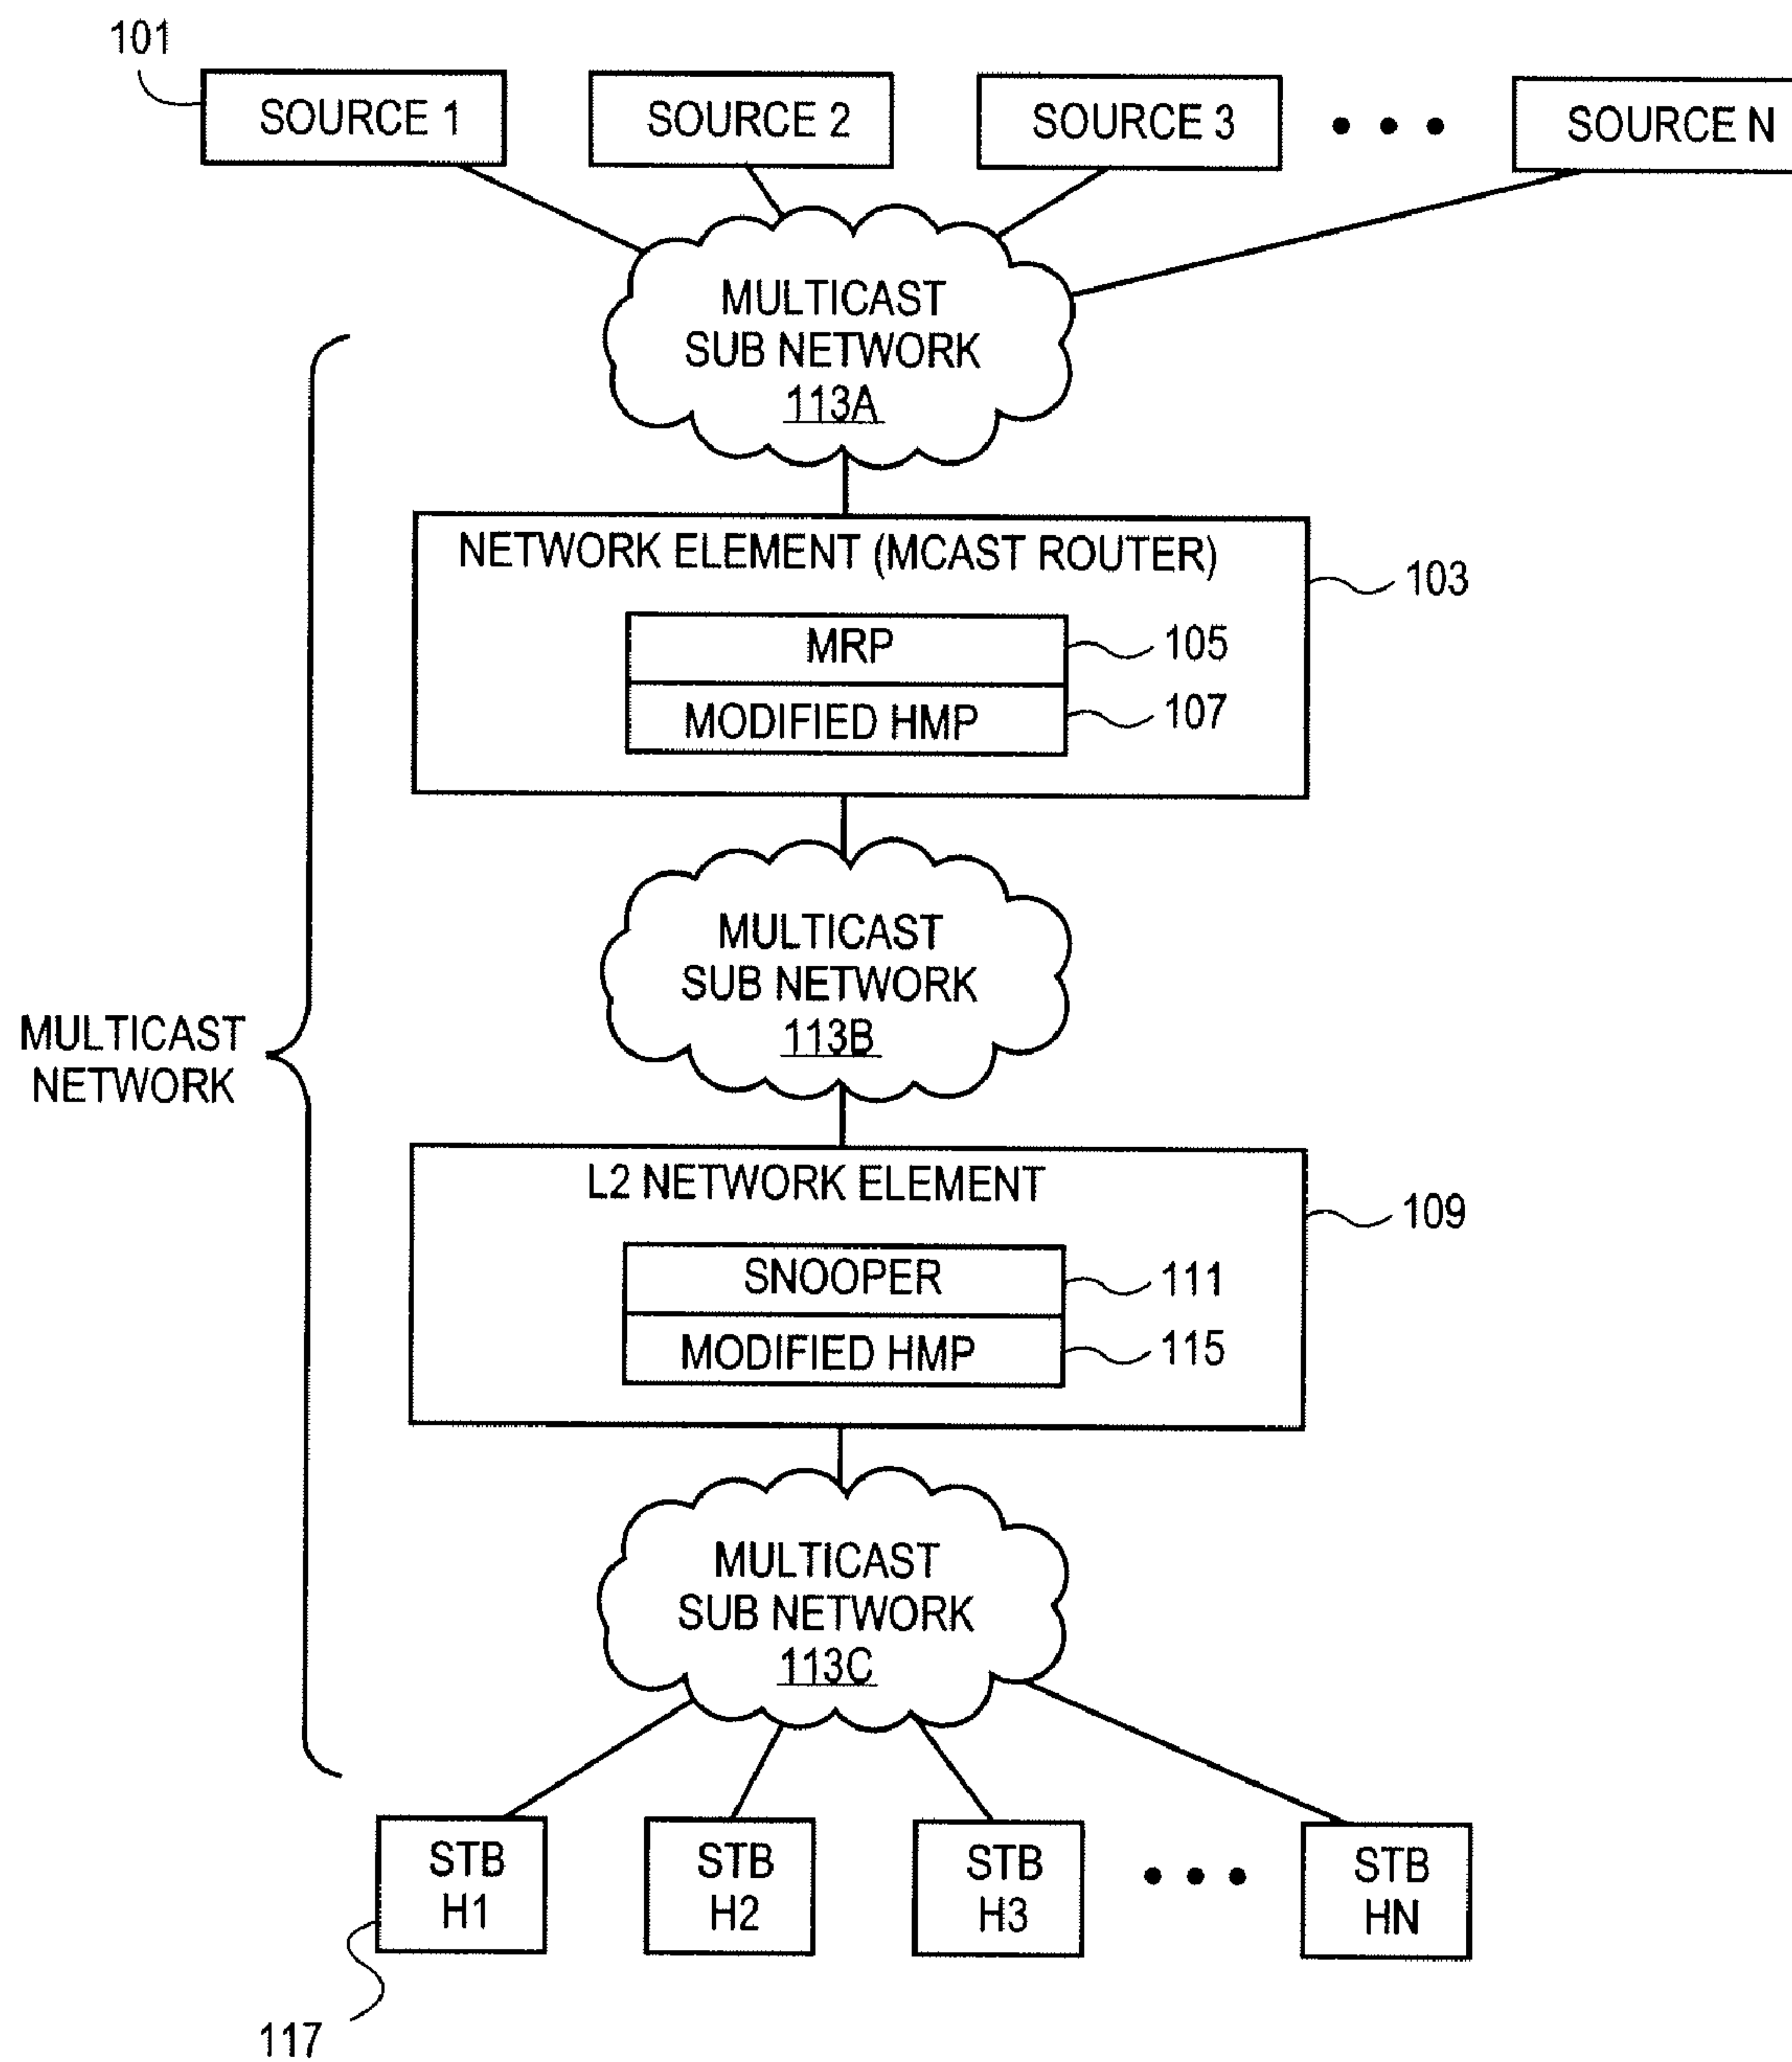 101
SOURCE 1
SOURCE 2
SOURCE 3
SOURCE N
MULTICAST
SUB NETWORK
113A
NETWORK ELEMENT (MCAST ROUTER)
103
MRP
105
MODIFIED HMP
107
MULTICAST
SUB NETWORK
113B
MULTICAST
NETWORK
L2 NETWORK ELEMENT
109
SNOOPER
111
MODIFIED HMP
115
MULTICAST
SUB NETWORK
113C
STB
H1
STB
H2
STB
H3
STB
HN
117